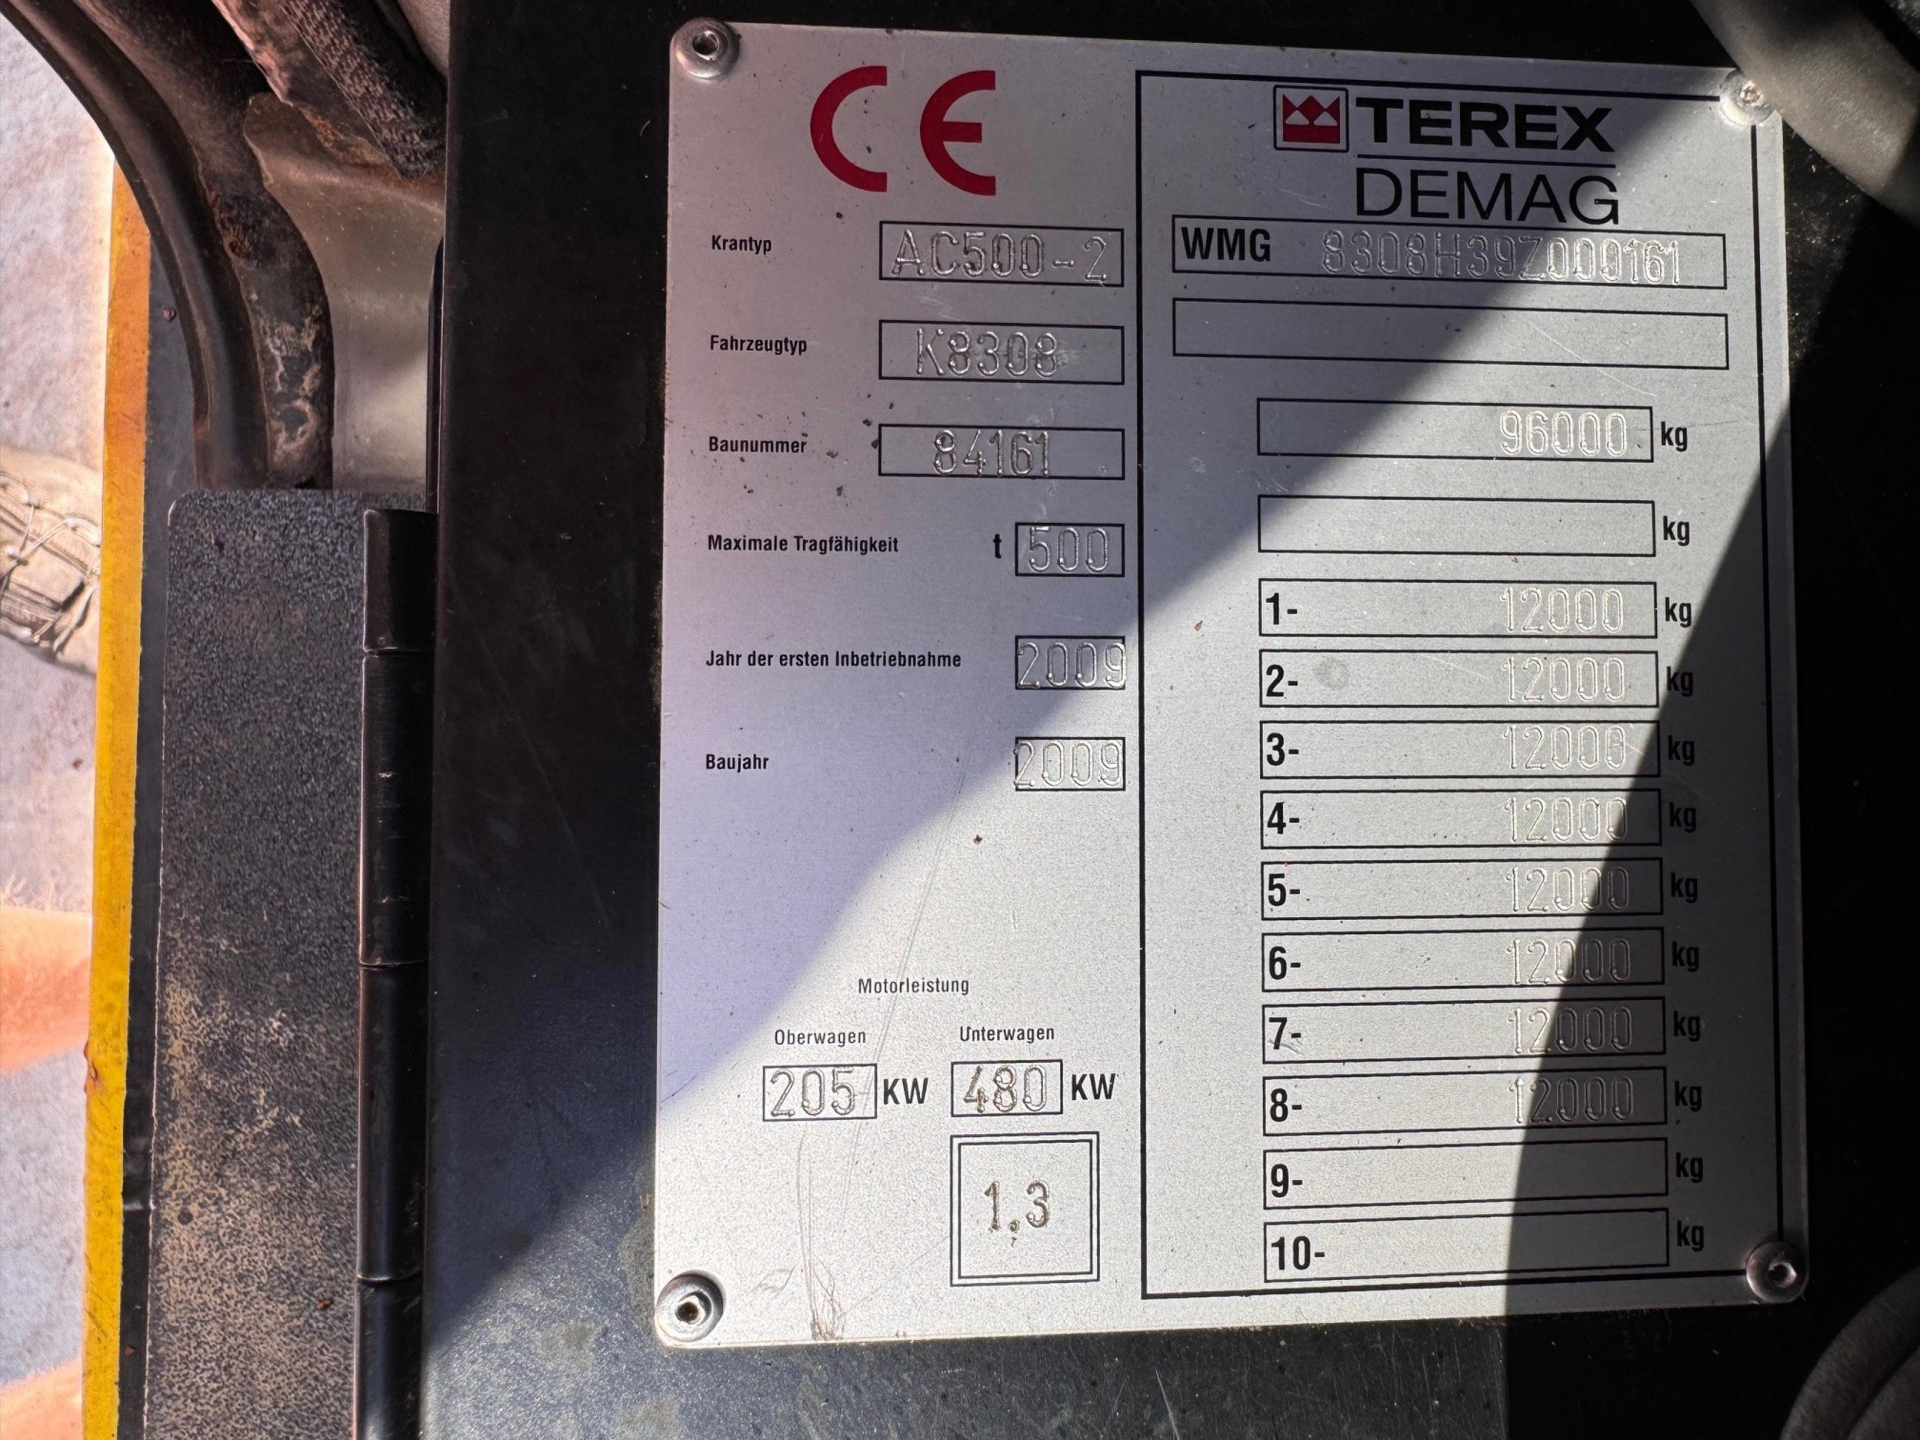 CE
Krantyp AC500-2
Fahrzeugtyp K8308
Baunummer 84161
Maximale Tragfähigkeit t 500
Jahr der ersten Inbetriebnahme 2009
Baujahr 2009
Motorleistung
Oberwagen Unterwagen
205 KW 480 KW
1.3
TEREX
DEMAG
WMG 8308H39Z000161
96000 kg
kg
1- 12000 kg
2- 12000 kg
3- 12000 kg
4- 12000 kg
5- 12000 kg
6- 12000 kg
7- 12000 kg
8- 12000 kg
9- kg
10- kg